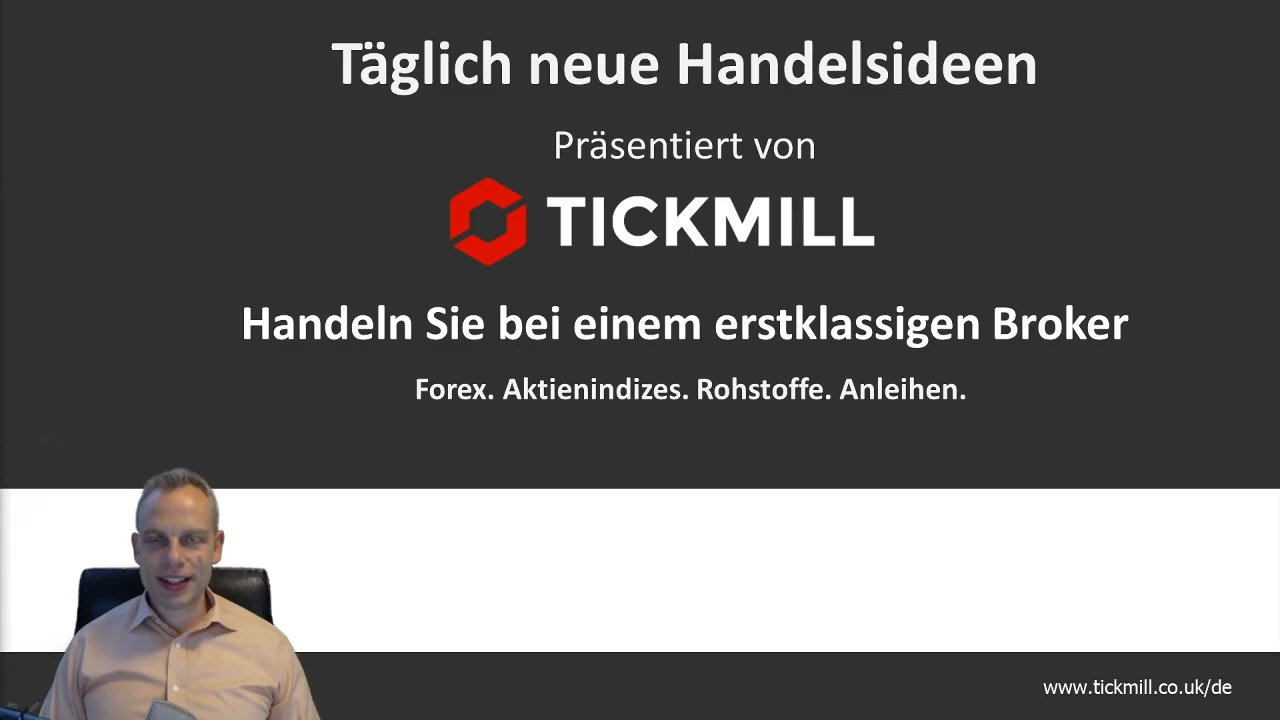 Täglich neue Handelsideen
Präsentiert von
TICKMILL
Handeln Sie bei einem erstklassigen Broker
Forex. Aktienindizes. Rohstoffe. Anleihen.
www.tickmill.co.uk/de